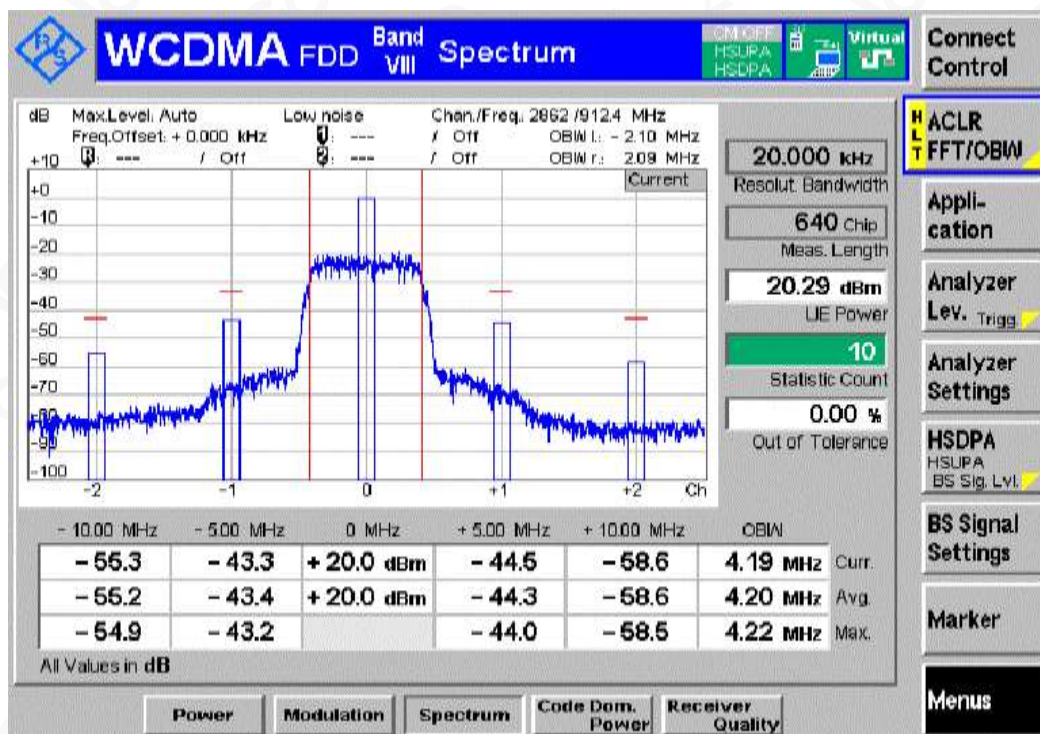 R S
WCDMA FDD Band VIII Spectrum
CM:OFF
HSUPA
HSDPA
Virtual
Connect Control
dB Max.Level: Auto Low noise Chan./Freq.: 2862 /912.4 MHz
Freq.Offset: + 0.000 kHz 1: --- / Off OBW l.: - 2.10 MHz
R: --- / Off 2: --- / Off OBW r.: 2.09 MHz
Current
+10
+0
-10
-20
-30
-40
-50
-60
-70
-80
-90
-100
-2 -1 0 +1 +2 Ch
20.000 kHz
Resolut. Bandwidth
640 Chip
Meas. Length
20.29 dBm
UE Power
10
Statistic Count
0.00 %
Out of Tolerance
- 10.00 MHz - 5.00 MHz 0 MHz + 5.00 MHz + 10.00 MHz OBW
- 55.3 - 43.3 + 20.0 dBm - 44.5 - 58.6 4.19 MHz Curr.
- 55.2 - 43.4 + 20.0 dBm - 44.3 - 58.6 4.20 MHz Avg.
- 54.9 - 43.2 - 44.0 - 58.5 4.22 MHz Max.
All Values in dB
HLT
ACLR
FFT/OBW
Appli-
cation
Analyzer
Lev. Trigg.
Analyzer
Settings
HSDPA
HSUPA
BS Sig. Lvl.
BS Signal
Settings
Marker
Menus
Power
Modulation
Spectrum
Code Dom.
Power
Receiver
Quality